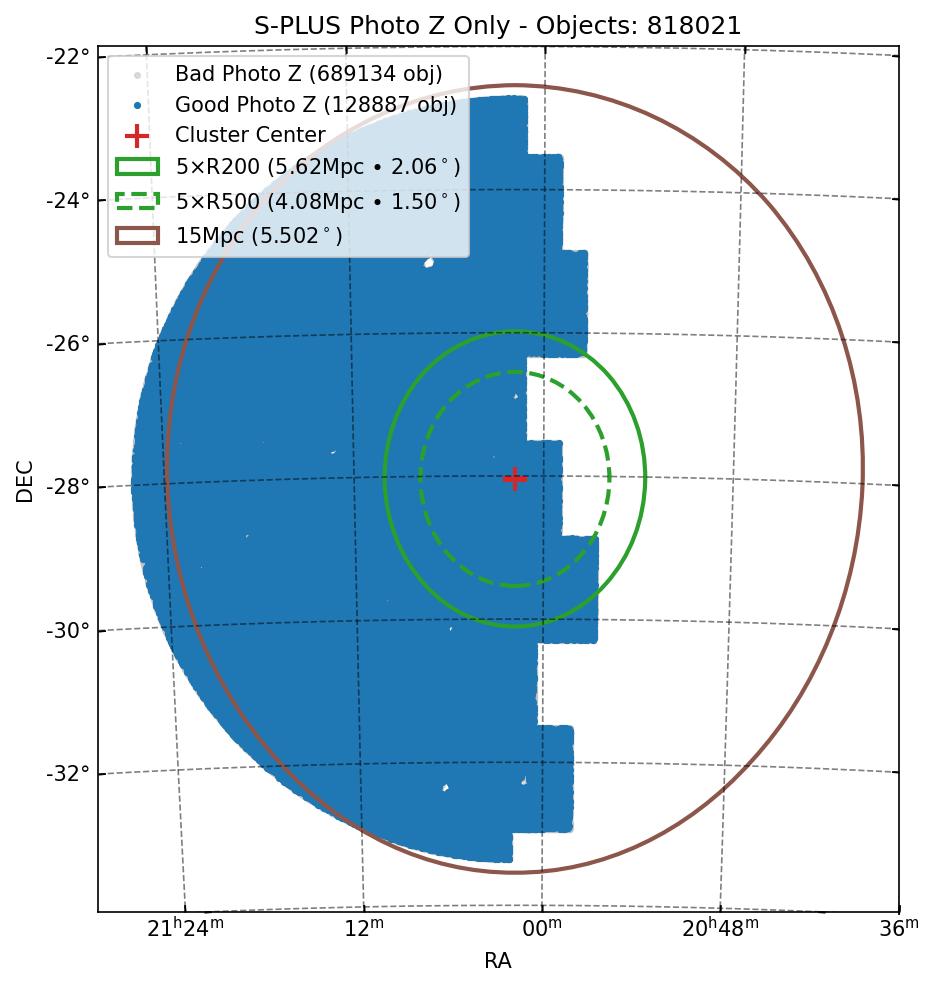 S-PLUS Photo Z Only - Objects: 818021
Bad Photo Z (689134 obj)
Good Photo Z (128887 obj)
Cluster Center
5×R200 (5.62Mpc • 2.06°)
5×R500 (4.08Mpc • 1.50°)
15Mpc (5.502°)
-22°
-24°
-26°
-28°
-30°
-32°
DEC
21ʰ24ᵐ 12ᵐ 00ᵐ 20ʰ48ᵐ 36ᵐ
RA